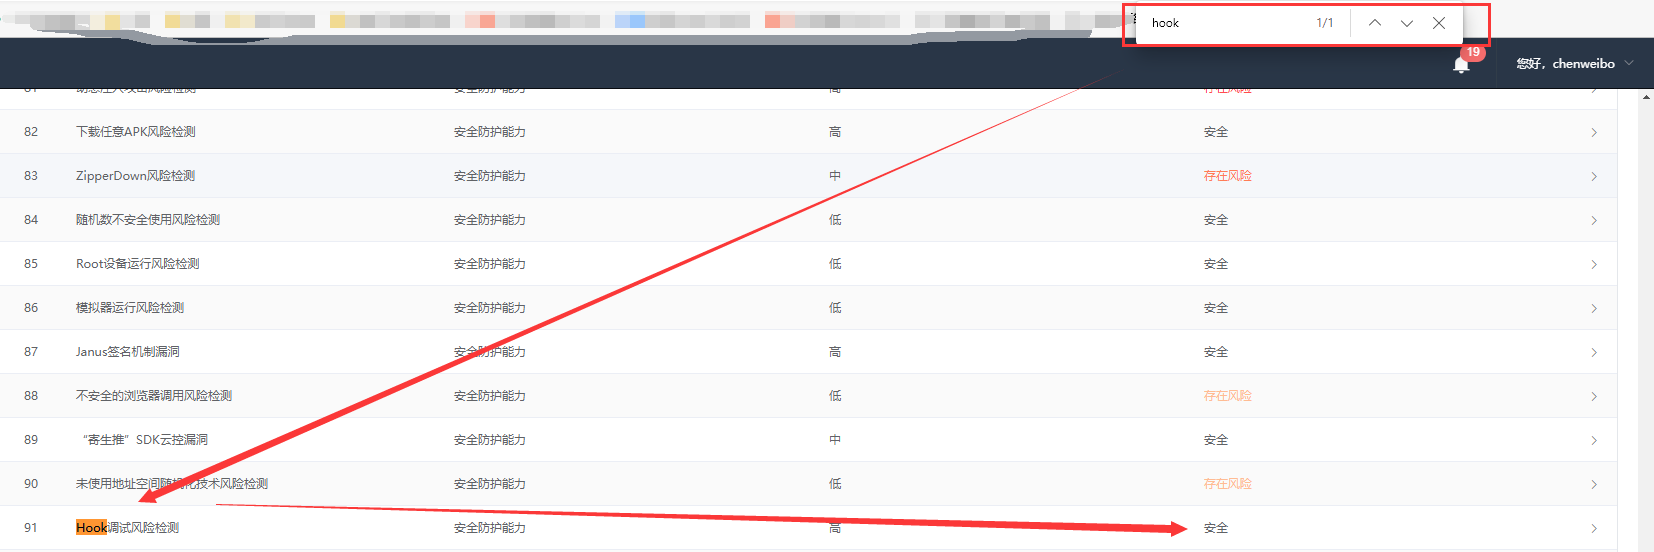 hook 1/1
19
您好，chenweibo
81 动态注入攻击风险检测 安全防护能力 高 存在风险
82 下载任意APK风险检测 安全防护能力 高 安全
83 ZipperDown风险检测 安全防护能力 中 存在风险
84 随机数不安全使用风险检测 安全防护能力 低 安全
85 Root设备运行风险检测 安全防护能力 低 安全
86 模拟器运行风险检测 安全防护能力 低 安全
87 Janus签名机制漏洞 安全防护能力 高 安全
88 不安全的浏览器调用风险检测 安全防护能力 低 存在风险
89 “寄生推”SDK云控漏洞 安全防护能力 中 安全
90 未使用地址空间随机化技术风险检测 安全防护能力 低 存在风险
91 Hook调试风险检测 安全防护能力 高 安全